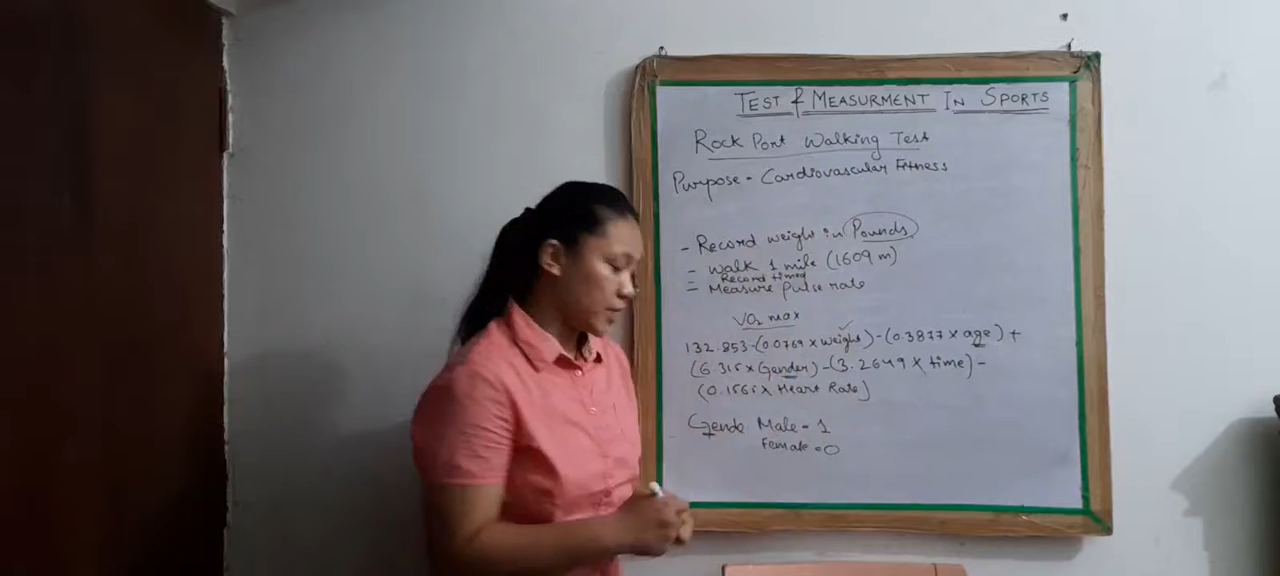 TEST & MEASURMENT IN SPORTS
Rock Port Walking Test
Purpose - Cardiovascular Fitness
- Record weight in Pounds
= Walk 1 mile (1609 m)
Record timed
= Measure pulse rate
VO₂ max
132.853-(0.0769 x weight)-(0.3877 x age) +
(6.315 x Gender) - (3.2649 x time) -
(0.1565 x Heart Rate)
Gende Male = 1
Female = 0